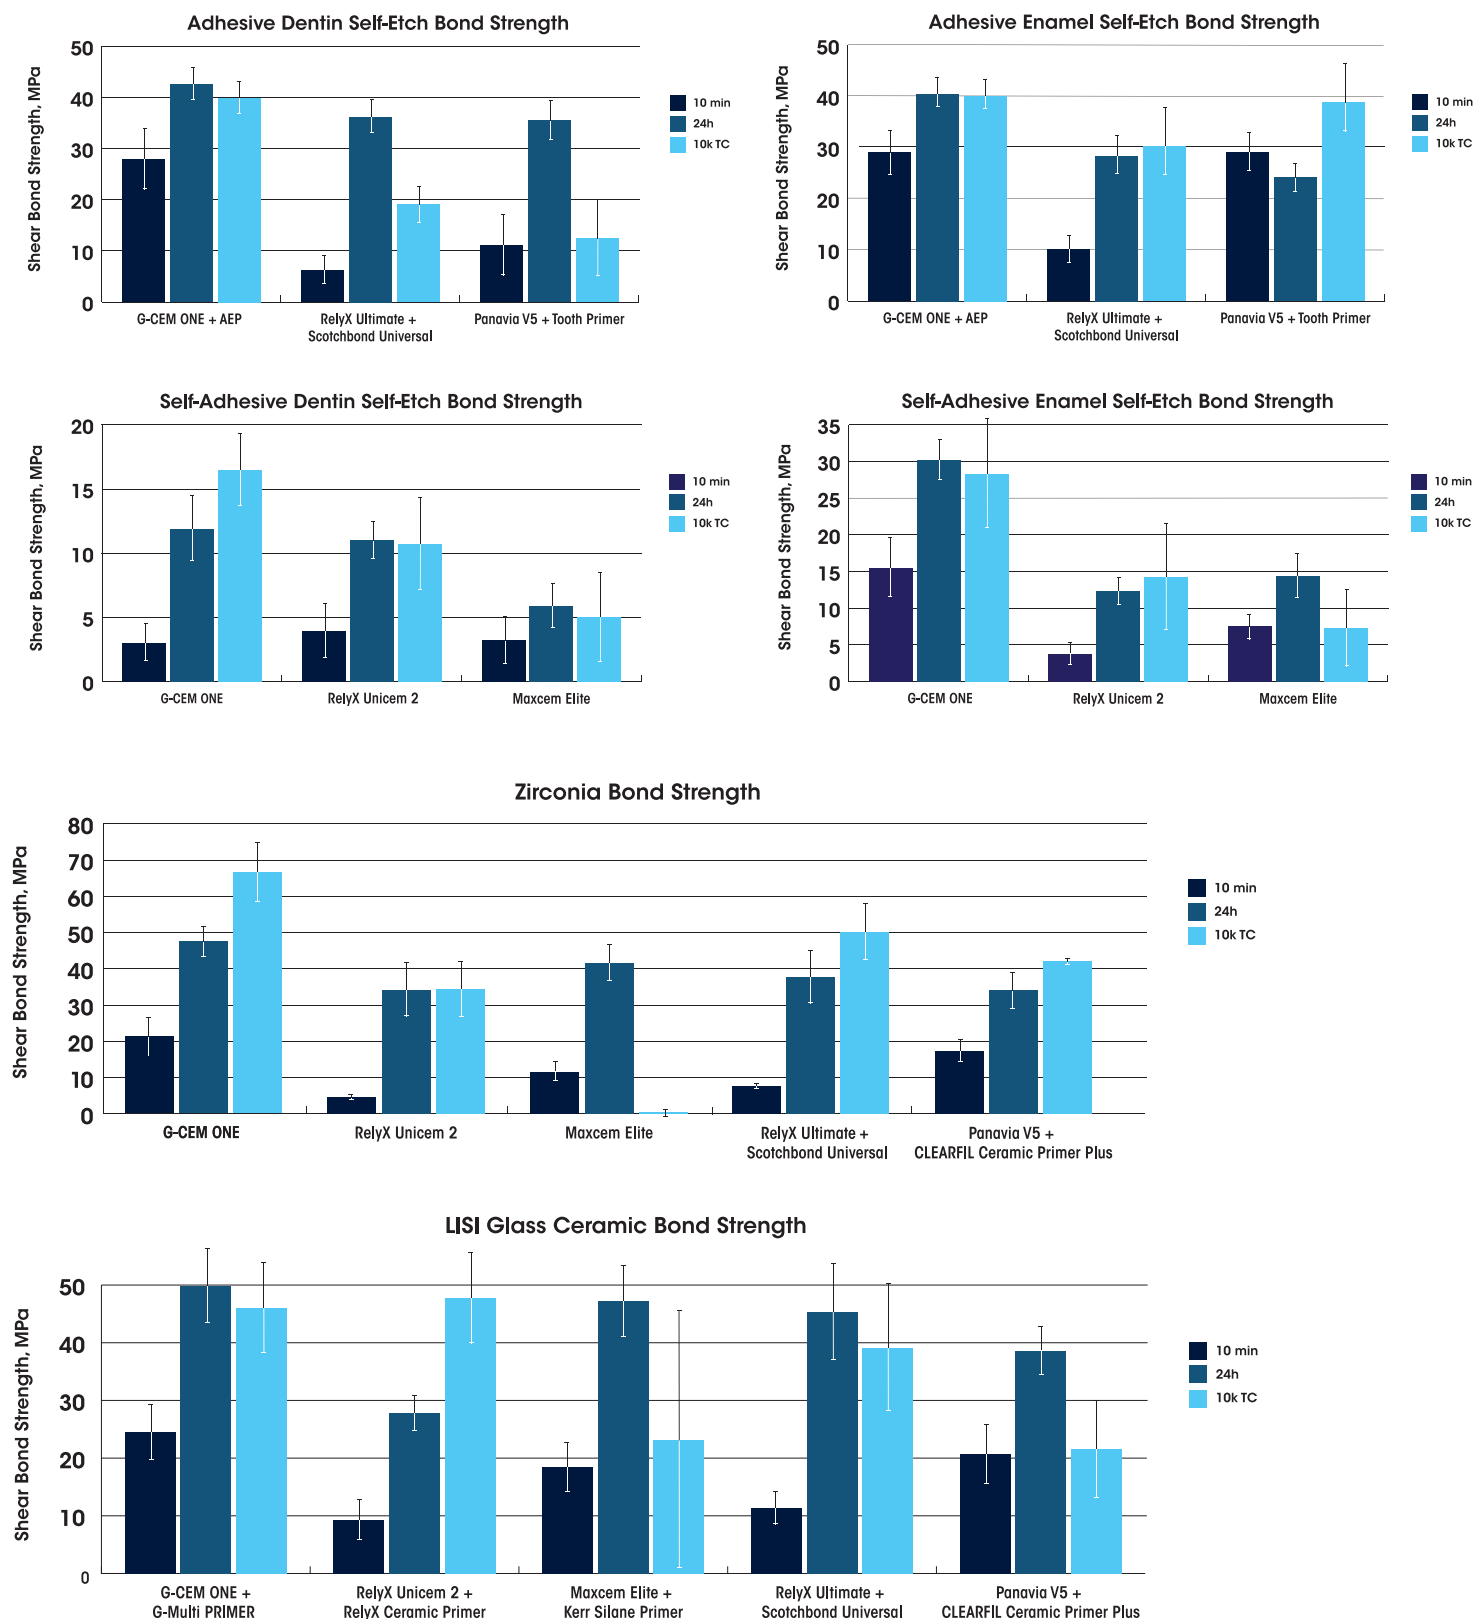 Adhesive Dentin Self-Etch Bond Strength
Shear Bond Strength, MPa
50
40
30
20
10
0
G-CEM ONE + AEP
RelyX Ultimate +
Scotchbond Universal
Panavia V5 + Tooth Primer
10 min
24h
10k TC
Adhesive Enamel Self-Etch Bond Strength
Shear Bond Strength, MPa
50
40
30
20
10
0
G-CEM ONE + AEP
RelyX Ultimate +
Scotchbond Universal
Panavia V5 + Tooth Primer
10 min
24h
10k TC
Self-Adhesive Dentin Self-Etch Bond Strength
Shear Bond Strength, MPa
20
15
10
5
0
G-CEM ONE
RelyX Unicem 2
Maxcem Elite
10 min
24h
10k TC
Self-Adhesive Enamel Self-Etch Bond Strength
Shear Bond Strength, MPa
35
30
25
20
15
10
5
0
G-CEM ONE
RelyX Unicem 2
Maxcem Elite
10 min
24h
10k TC
Zirconia Bond Strength
Shear Bond Strength, MPa
80
70
60
50
40
30
20
10
0
G-CEM ONE
RelyX Unicem 2
Maxcem Elite
RelyX Ultimate +
Scotchbond Universal
Panavia V5 +
CLEARFIL Ceramic Primer Plus
10 min
24h
10k TC
LISI Glass Ceramic Bond Strength
Shear Bond Strength, MPa
50
40
30
20
10
0
G-CEM ONE +
G-Multi PRIMER
RelyX Unicem 2 +
RelyX Ceramic Primer
Maxcem Elite +
Kerr Silane Primer
RelyX Ultimate +
Scotchbond Universal
Panavia V5 +
CLEARFIL Ceramic Primer Plus
10 min
24h
10k TC